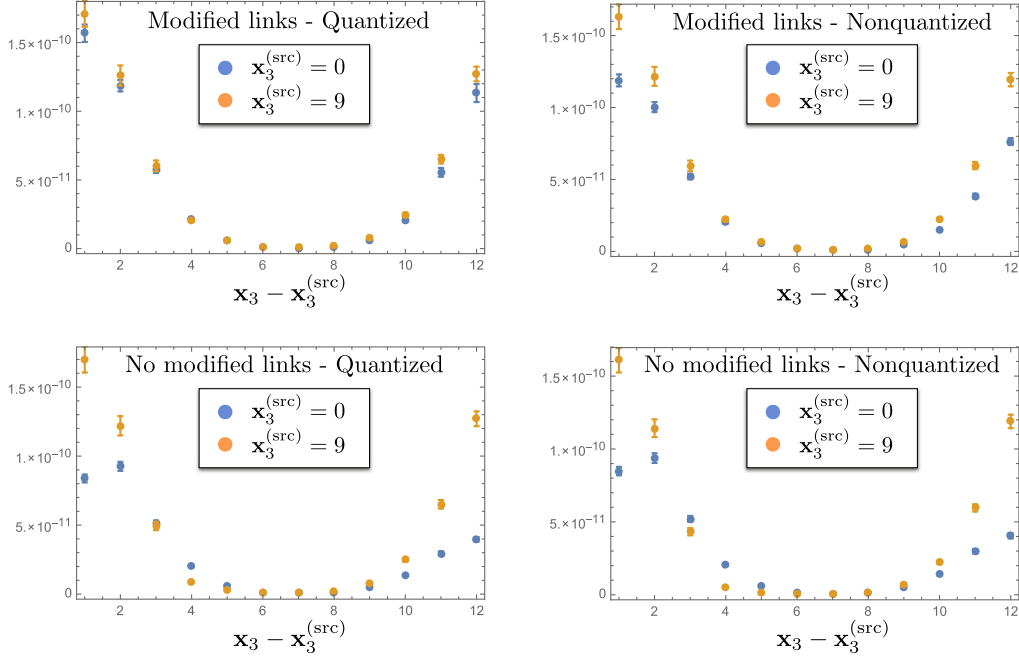 Modified links - Quantized
x₃^(src) = 0
x₃^(src) = 9
1.5×10⁻¹⁰
1.×10⁻¹⁰
5.×10⁻¹¹
0
2 4 6 8 10 12
x₃ − x₃^(src)
Modified links - Nonquantized
x₃^(src) = 0
x₃^(src) = 9
1.5×10⁻¹⁰
1.×10⁻¹⁰
5.×10⁻¹¹
0
2 4 6 8 10 12
x₃ − x₃^(src)
No modified links - Quantized
x₃^(src) = 0
x₃^(src) = 9
1.5×10⁻¹⁰
1.×10⁻¹⁰
5.×10⁻¹¹
0
2 4 6 8 10 12
x₃ − x₃^(src)
No modified links - Nonquantized
x₃^(src) = 0
x₃^(src) = 9
1.5×10⁻¹⁰
1.×10⁻¹⁰
5.×10⁻¹¹
0
2 4 6 8 10 12
x₃ − x₃^(src)